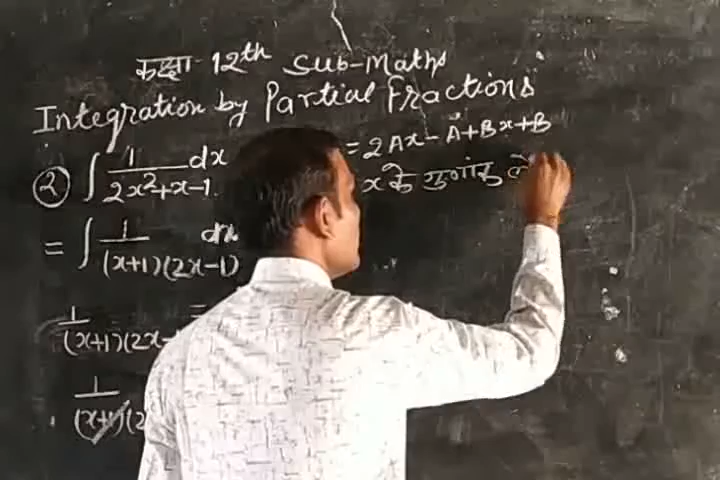 कक्षा - 12th Sub-Maths
Integration by Partial Fractions
② ∫ 1/(2x²+x-1) dx
= ∫ 1/((x+1)(2x-1)) dx
1/((x+1)(2x- =
1/((x+1)(2
= 2Ax - A + Bx + B
x के गुणांक